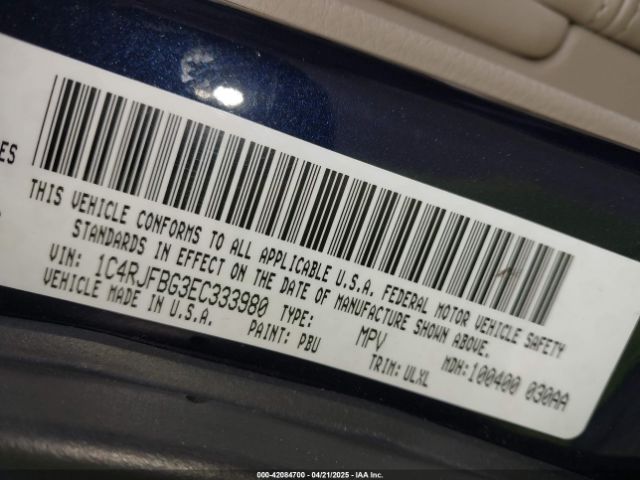 ES
THIS VEHICLE CONFORMS TO ALL APPLICABLE U.S.A. FEDERAL MOTOR VEHICLE SAFETY
STANDARDS IN EFFECT ON THE DATE OF MANUFACTURE SHOWN ABOVE.
VIN: 1C4RJFBG3EC333980 TYPE: MPV MDH:100400 030AA
VEHICLE MADE IN U.S.A. PAINT: PBU TRIM: ULXL
000-42084700 - 04/21/2025 - IAA Inc.